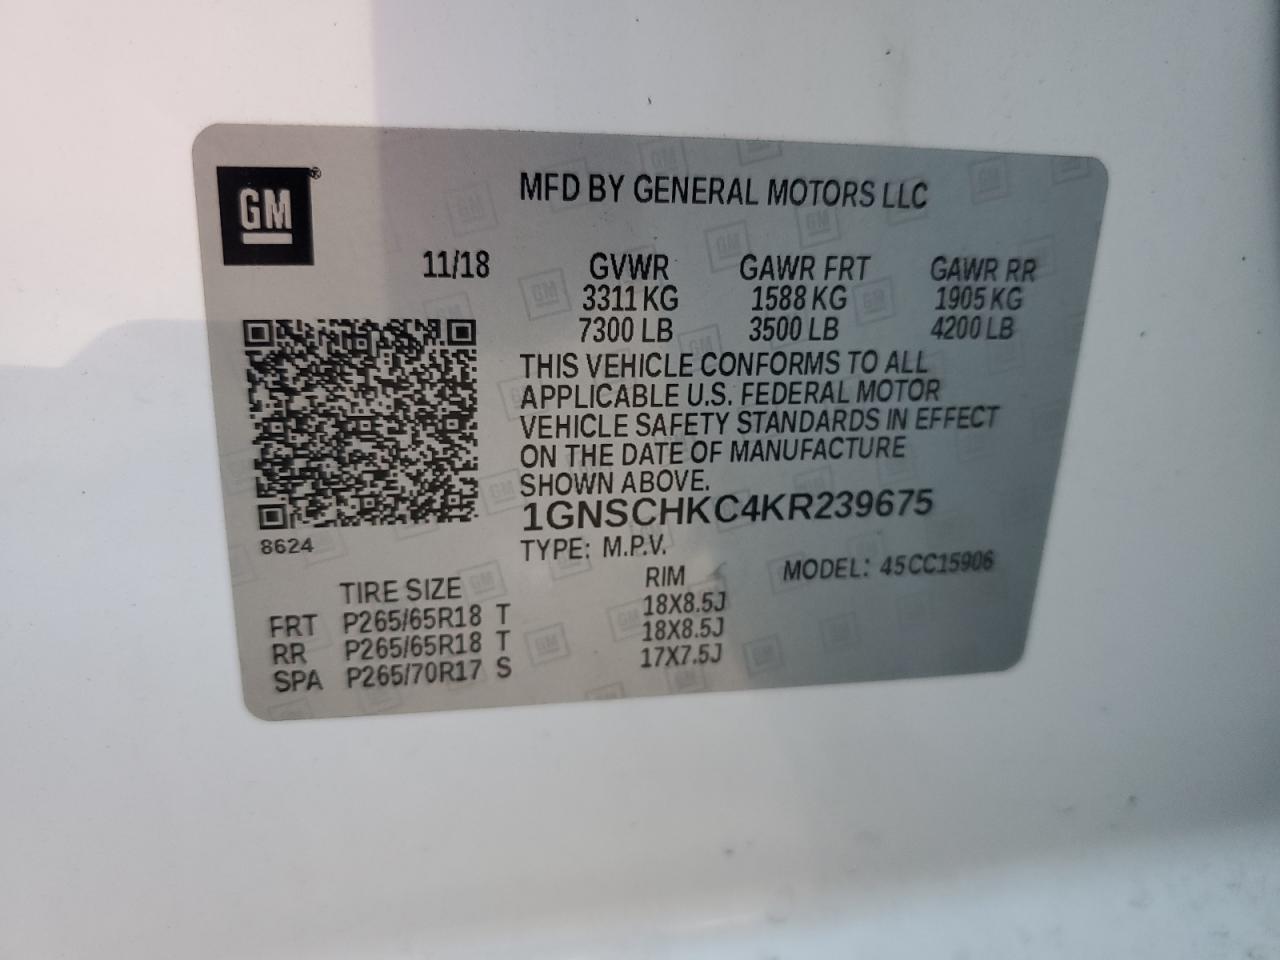 GM®
MFD BY GENERAL MOTORS LLC
11/18 GVWR GAWR FRT GAWR RR
3311 KG 1588 KG 1905 KG
7300 LB 3500 LB 4200 LB
THIS VEHICLE CONFORMS TO ALL
APPLICABLE U.S. FEDERAL MOTOR
VEHICLE SAFETY STANDARDS IN EFFECT
ON THE DATE OF MANUFACTURE
SHOWN ABOVE.
1GNSCHKC4KR239675
8624
TYPE: M.P.V. MODEL: 45CC15906
TIRE SIZE RIM
FRT P265/65R18 T 18X8.5J
RR P265/65R18 T 18X8.5J
SPA P265/70R17 S 17X7.5J